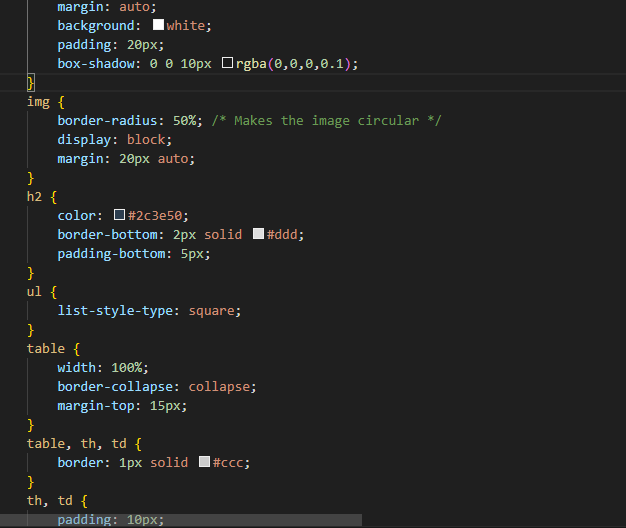 margin: auto;
background: white;
padding: 20px;
box-shadow: 0 0 10px rgba(0,0,0,0.1);
}
img {
border-radius: 50%; /* Makes the image circular */
display: block;
margin: 20px auto;
}
h2 {
color: #2c3e50;
border-bottom: 2px solid #ddd;
padding-bottom: 5px;
}
ul {
list-style-type: square;
}
table {
width: 100%;
border-collapse: collapse;
margin-top: 15px;
}
table, th, td {
border: 1px solid #ccc;
}
th, td {
padding: 10px;